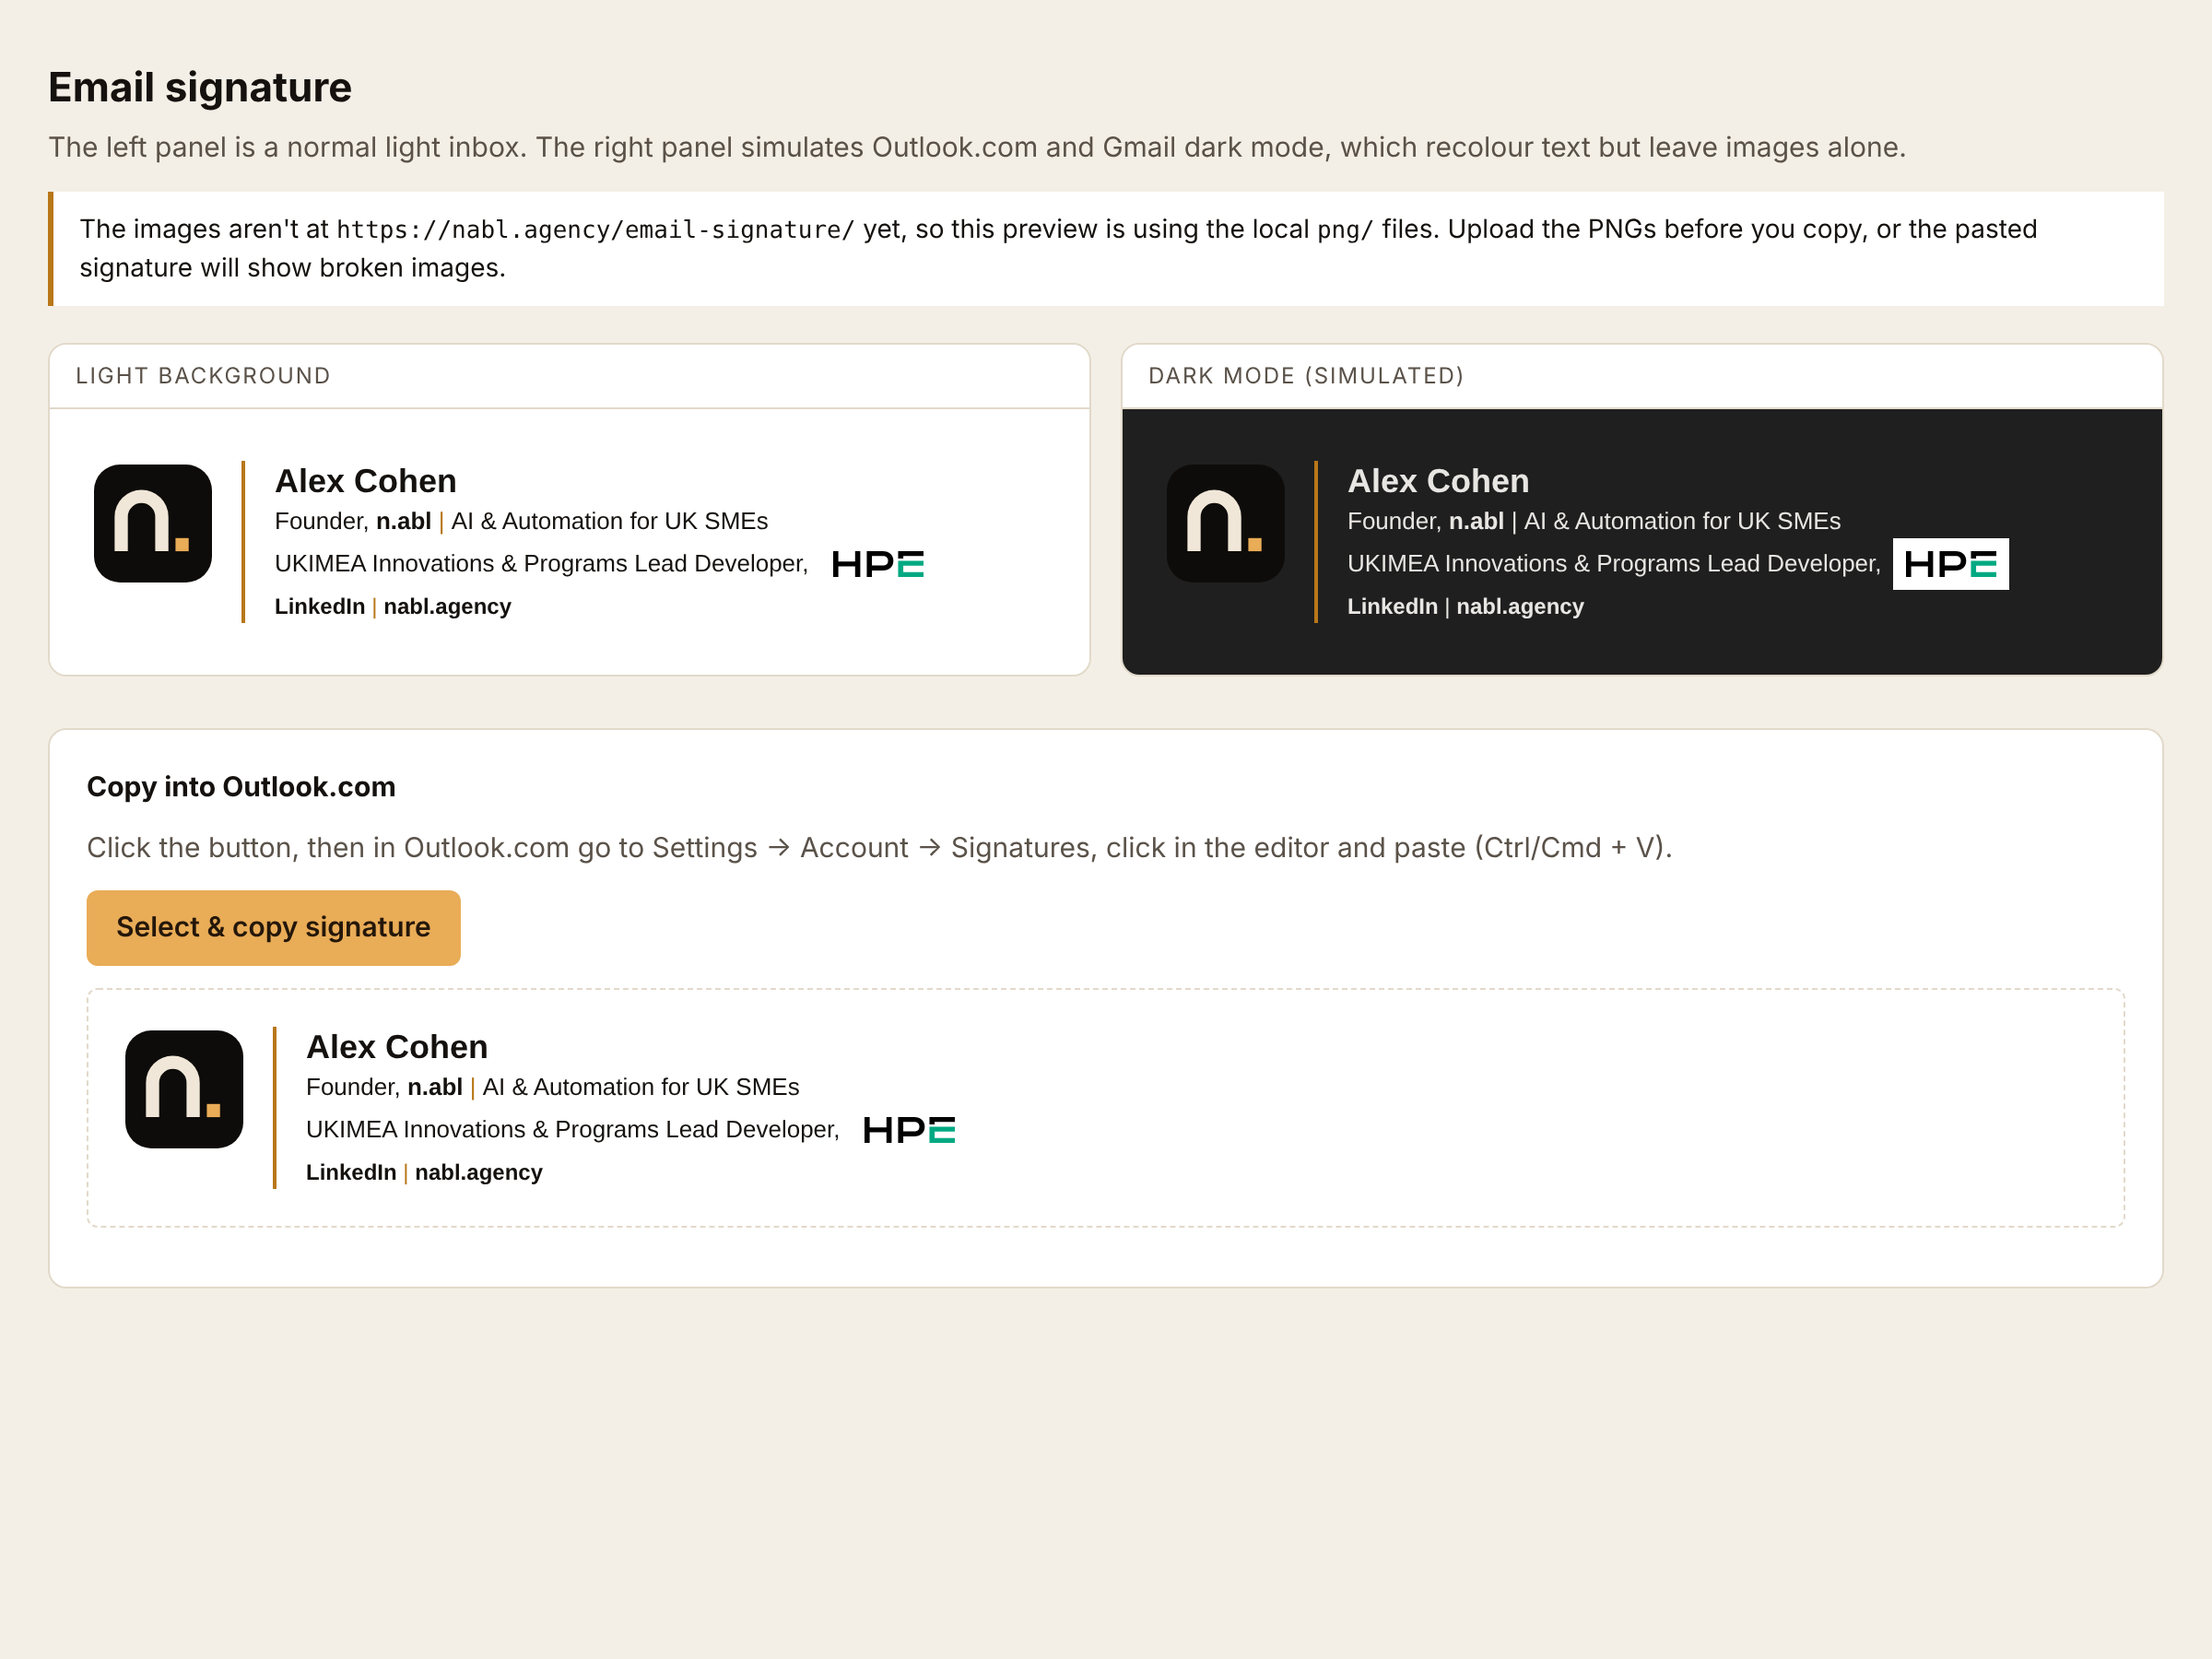 Email signature
The left panel is a normal light inbox. The right panel simulates Outlook.com and Gmail dark mode, which recolour text but leave images alone.
The images aren't at https://nabl.agency/email-signature/ yet, so this preview is using the local png/ files. Upload the PNGs before you copy, or the pasted
signature will show broken images.
LIGHT BACKGROUND
n.
Alex Cohen
Founder, n.abl | AI & Automation for UK SMEs
UKIMEA Innovations & Programs Lead Developer, HPE
LinkedIn | nabl.agency
DARK MODE (SIMULATED)
n.
Alex Cohen
Founder, n.abl | AI & Automation for UK SMEs
UKIMEA Innovations & Programs Lead Developer, HPE
LinkedIn | nabl.agency
Copy into Outlook.com
Click the button, then in Outlook.com go to Settings → Account → Signatures, click in the editor and paste (Ctrl/Cmd + V).
Select & copy signature
n.
Alex Cohen
Founder, n.abl | AI & Automation for UK SMEs
UKIMEA Innovations & Programs Lead Developer, HPE
LinkedIn | nabl.agency